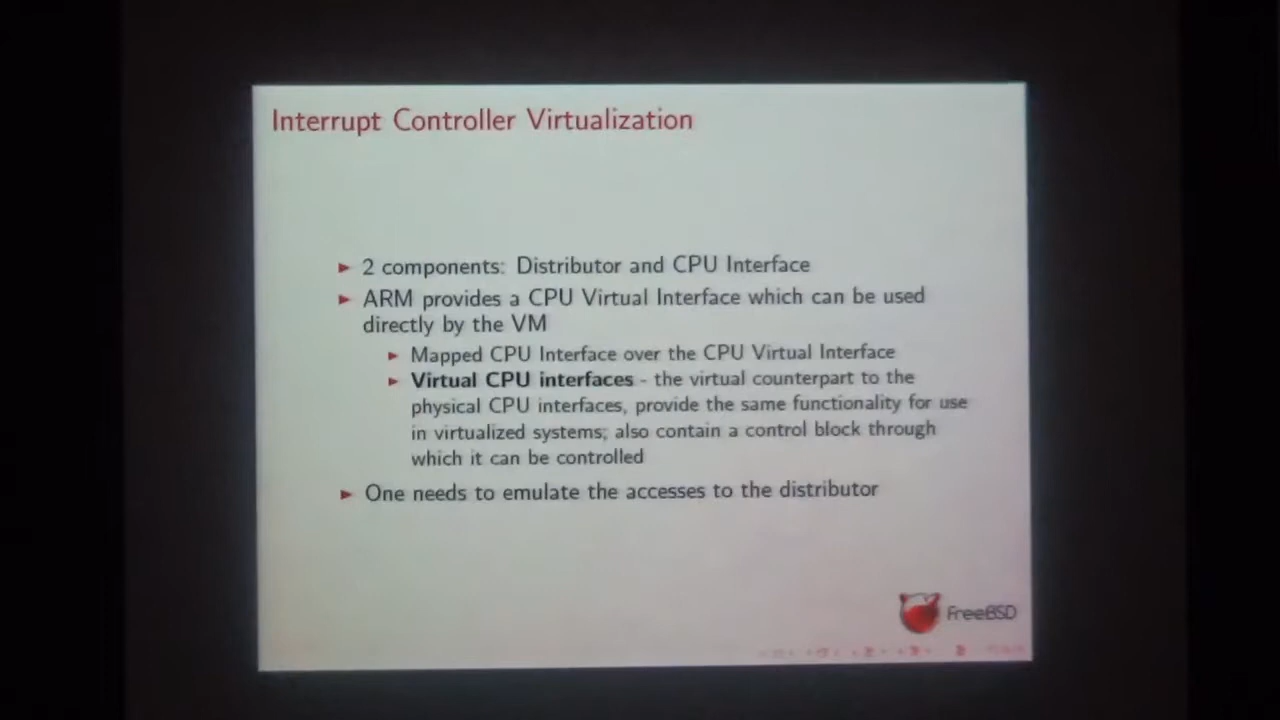 Interrupt Controller Virtualization
► 2 components: Distributor and CPU Interface
► ARM provides a CPU Virtual Interface which can be used
directly by the VM
► Mapped CPU Interface over the CPU Virtual Interface
► Virtual CPU interfaces - the virtual counterpart to the
physical CPU interfaces, provide the same functionality for use
in virtualized systems; also contain a control block through
which it can be controlled
► One needs to emulate the accesses to the distributor
FreeBSD